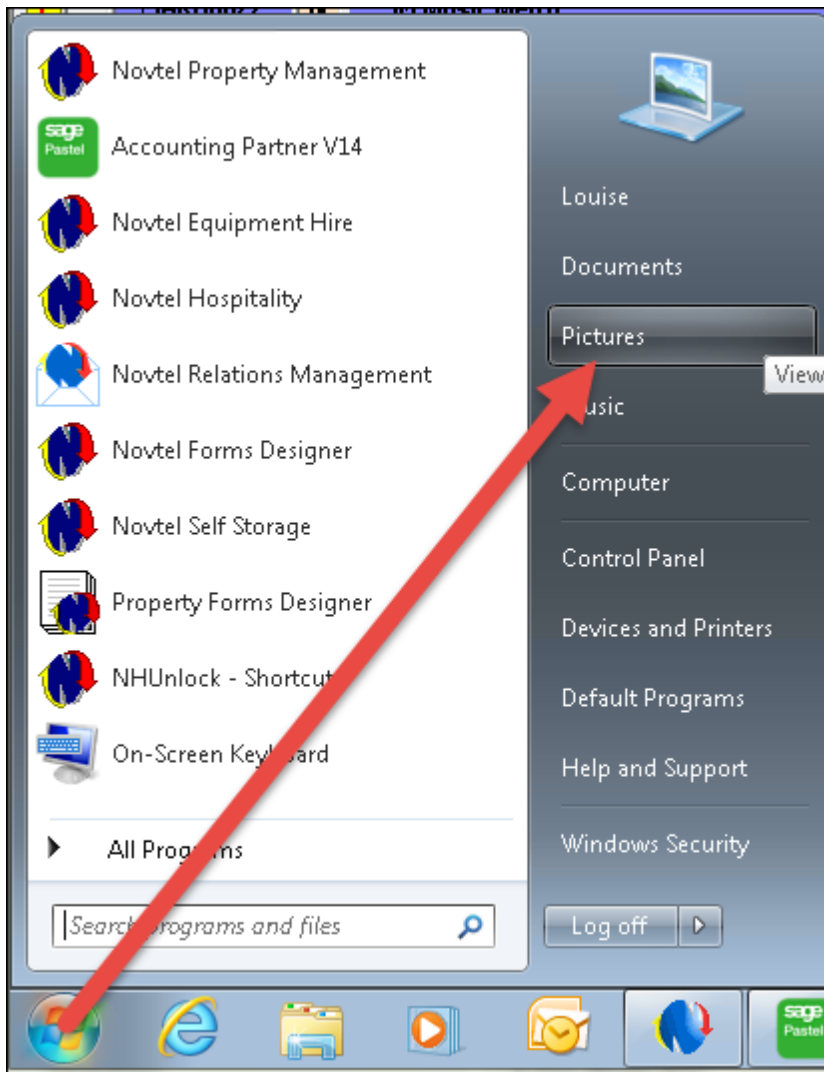 Novtel Property Management
sage
Pastel
Accounting Partner V14
Novtel Equipment Hire
Novtel Hospitality
Novtel Relations Management
Novtel Forms Designer
Novtel Self Storage
Property Forms Designer
NHUnlock - Shortcut
On-Screen Keyboard
All Programs
Search programs and files
Louise
Documents
Pictures
View
Music
Computer
Control Panel
Devices and Printers
Default Programs
Help and Support
Windows Security
Log off
sage
Pastel